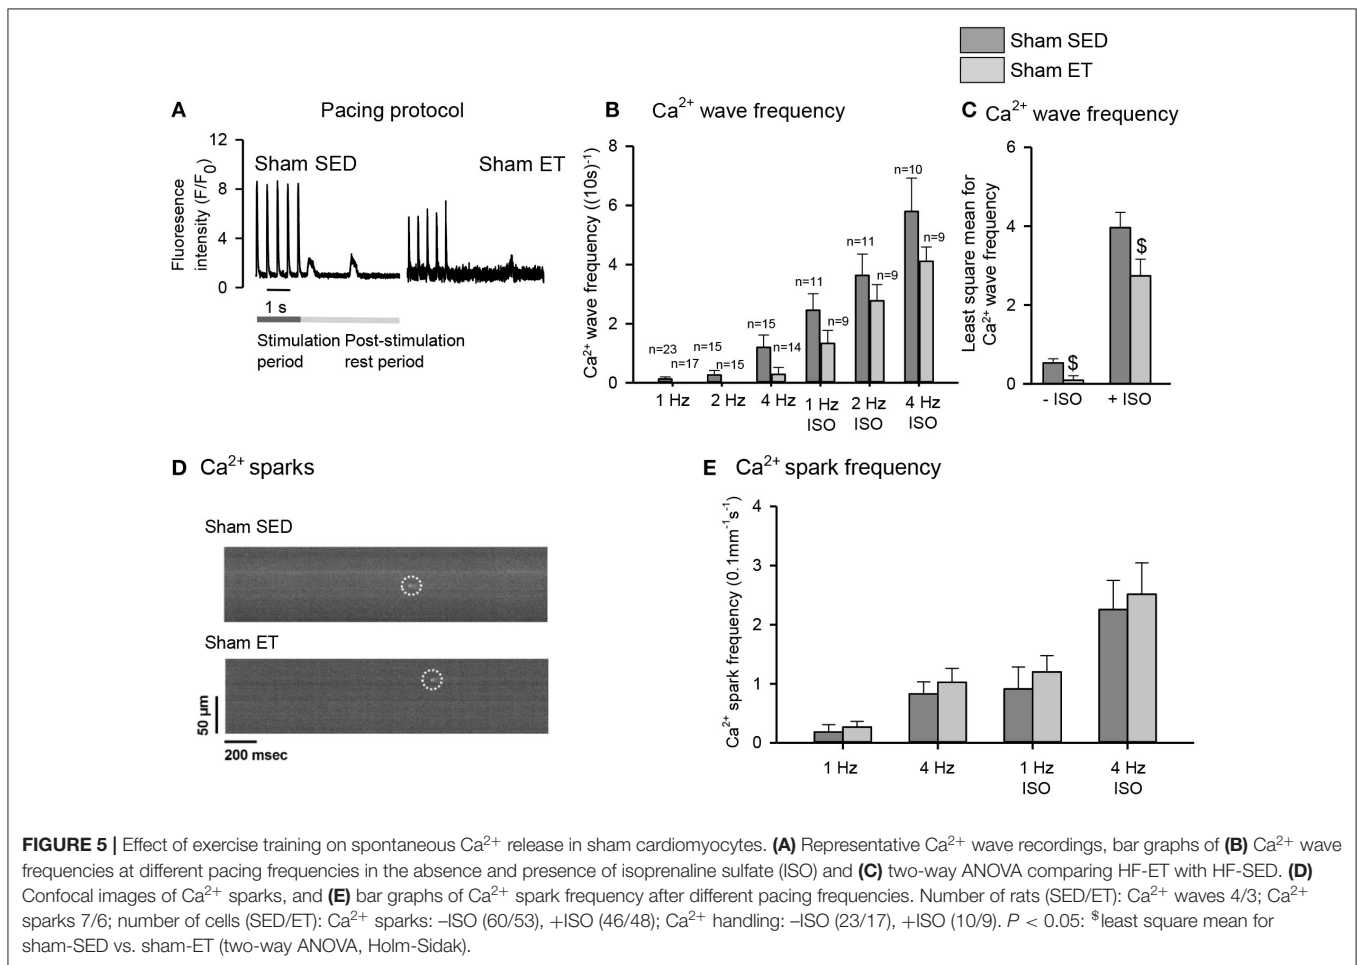 Sham SED
Sham ET
A Pacing protocol
12
8
4
0
Fluoresence
intensity (F/F0)
Sham SED
Sham ET
1 s
Stimulation Post-stimulation
period rest period
B Ca2+ wave frequency
Ca2+ wave frequency ((10s)-1)
8
6
4
2
0
n=23
n=17
n=15
n=15
n=15
n=14
n=11
n=9
n=11
n=9
n=10
n=9
1 Hz 2 Hz 4 Hz 1 Hz 2 Hz 4 Hz
ISO ISO ISO
C Ca2+ wave frequency
Least square mean for
Ca2+ wave frequency
6
4
2
0
$
$
- ISO + ISO
D Ca2+ sparks
Sham SED
Sham ET
50 μm
200 msec
E Ca2+ spark frequency
Ca2+ spark frequency (0.1mm-1s-1)
4
3
2
1
0
1 Hz 4 Hz 1 Hz 4 Hz
ISO ISO
FIGURE 5 | Effect of exercise training on spontaneous Ca2+ release in sham cardiomyocytes. (A) Representative Ca2+ wave recordings, bar graphs of (B) Ca2+ wave
frequencies at different pacing frequencies in the absence and presence of isoprenaline sulfate (ISO) and (C) two-way ANOVA comparing HF-ET with HF-SED. (D)
Confocal images of Ca2+ sparks, and (E) bar graphs of Ca2+ spark frequency after different pacing frequencies. Number of rats (SED/ET): Ca2+ waves 4/3; Ca2+
sparks 7/6; number of cells (SED/ET): Ca2+ sparks: –ISO (60/53), +ISO (46/48); Ca2+ handling: –ISO (23/17), +ISO (10/9). P < 0.05: $least square mean for
sham-SED vs. sham-ET (two-way ANOVA, Holm-Sidak).